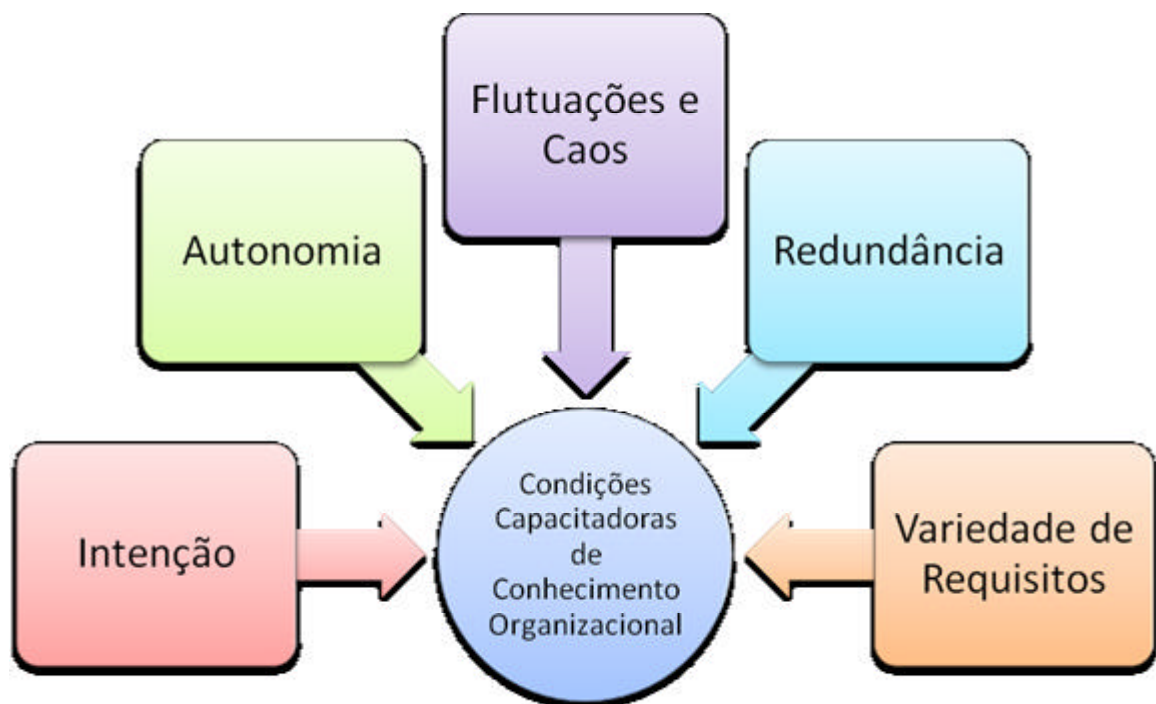 Flutuações e
Caos
Autonomia
Redundância
Intenção
Condições
Capacitadoras
de
Conhecimento
Organizacional
Variedade de
Requisitos